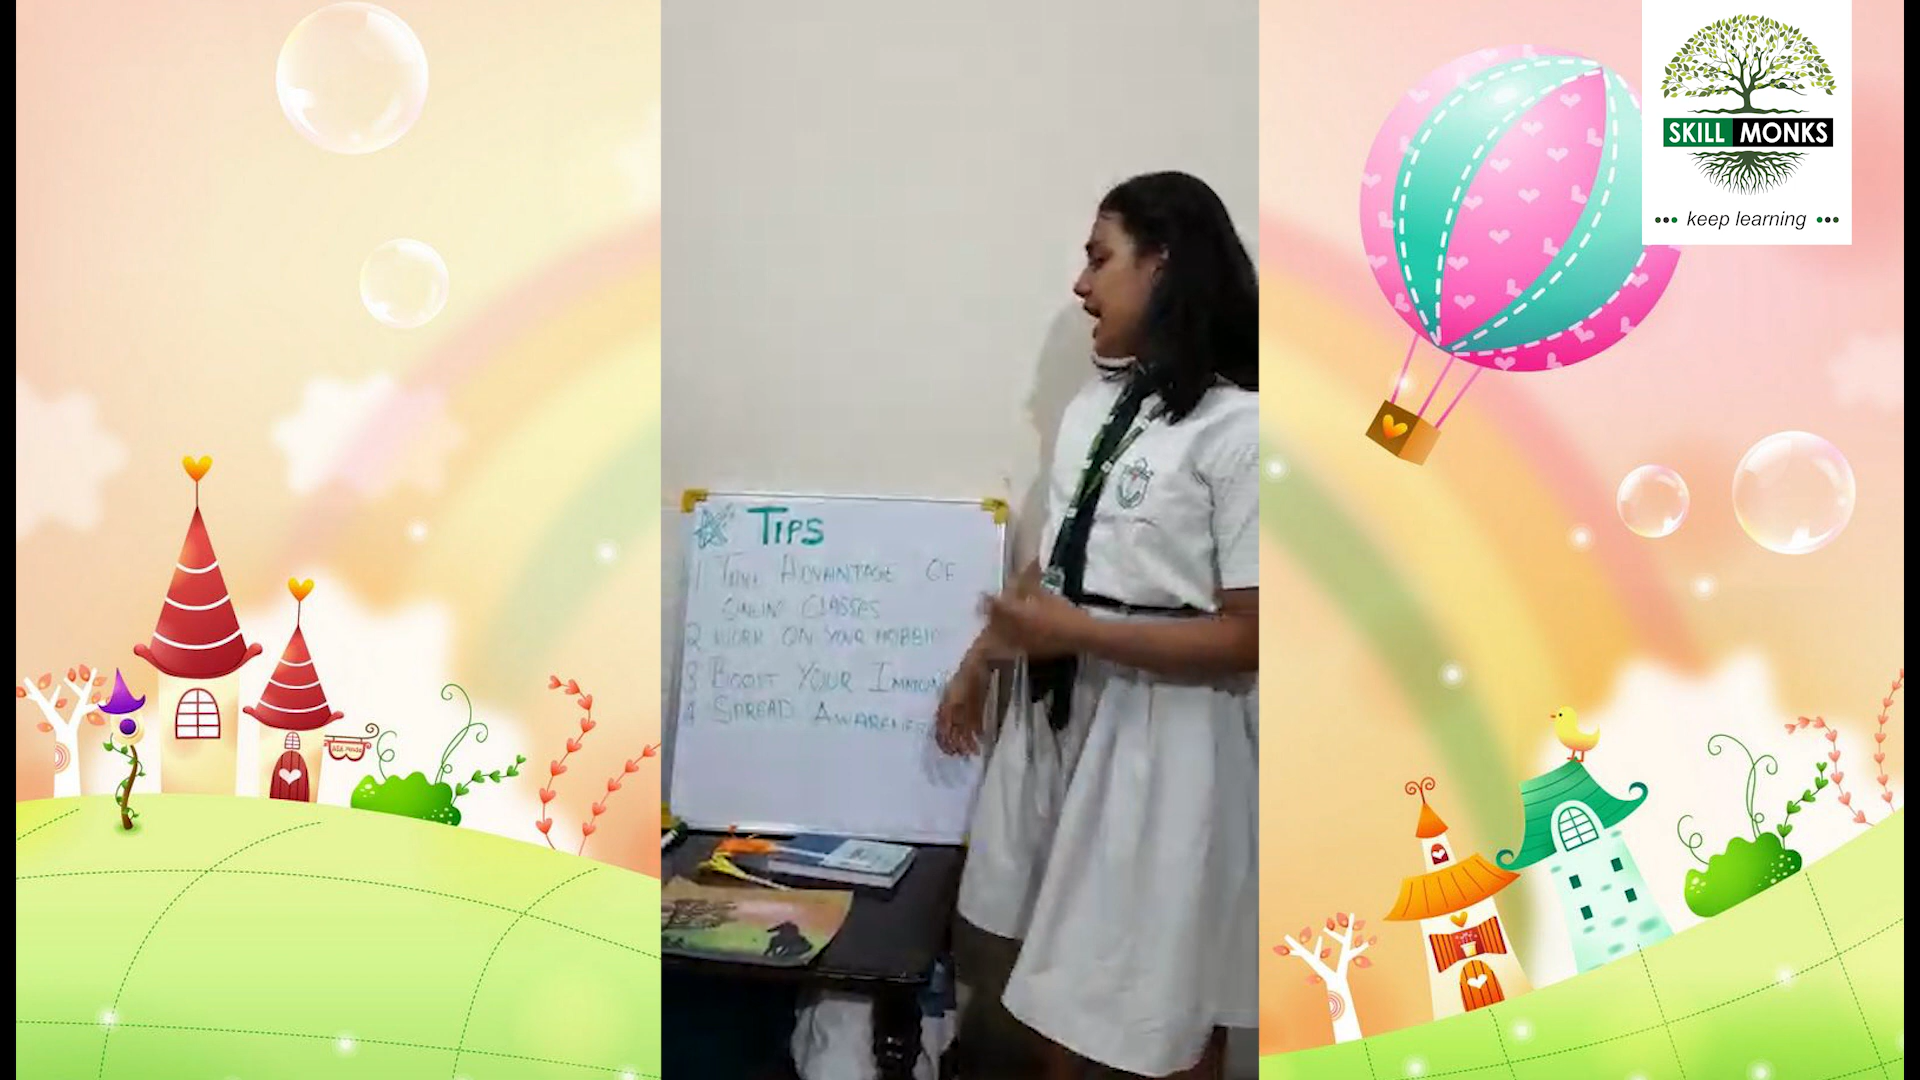 SKILL MONKS
keep learning
TIPS
1 TAKE ADVANTAGE OF
ONLINE CLASSES
2 WORK ON YOUR
3 BOOST YOUR
4 SPREAD AWARENESS